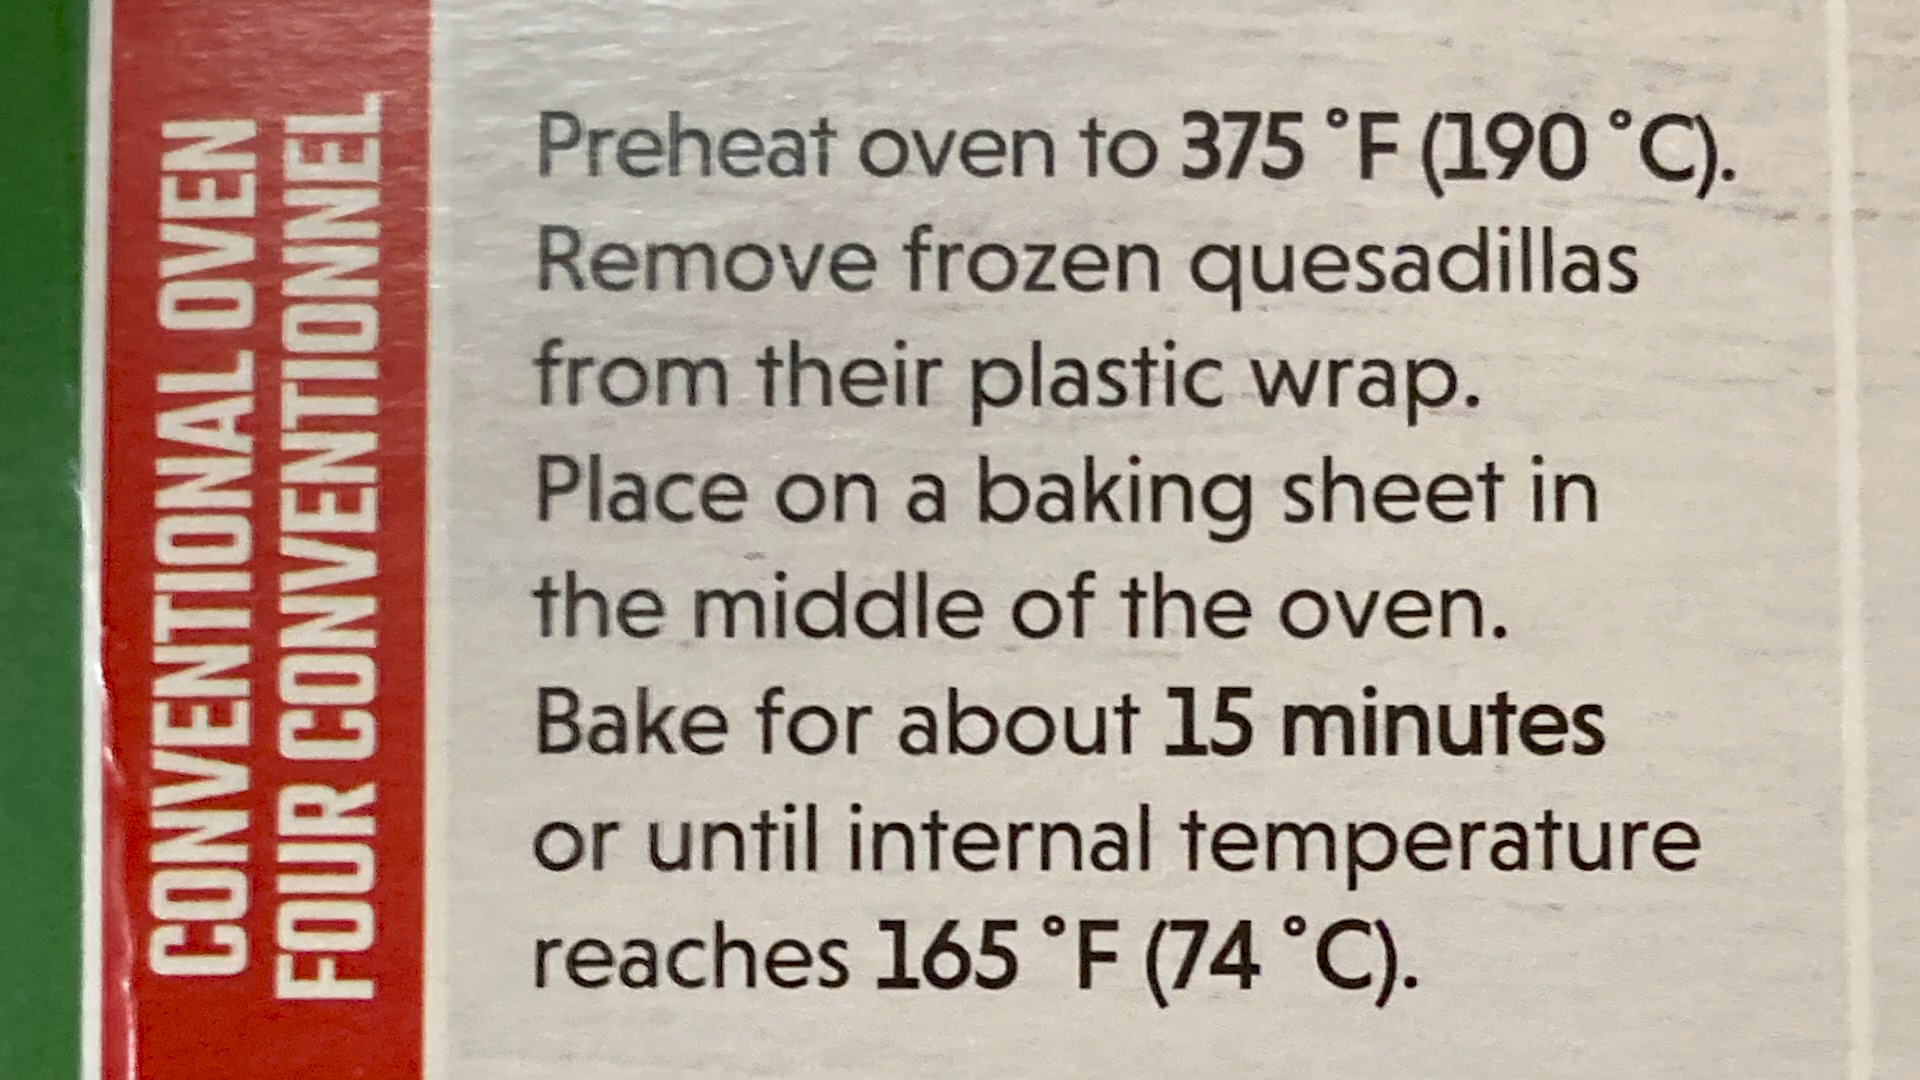 CONVENTIONAL OVEN
FOUR CONVENTIONNEL
Preheat oven to 375 °F (190 °C).
Remove frozen quesadillas
from their plastic wrap.
Place on a baking sheet in
the middle of the oven.
Bake for about 15 minutes
or until internal temperature
reaches 165 °F (74 °C).